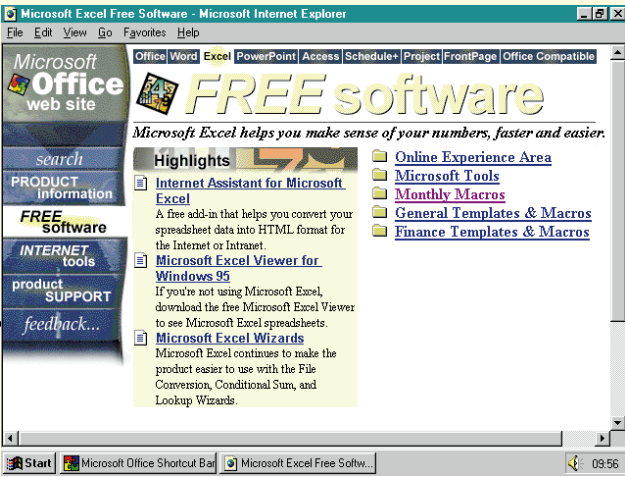 Microsoft Excel Free Software - Microsoft Internet Explorer
File Edit View Go Favorites Help
Microsoft
Office
web site
search
PRODUCT
information
FREE
software
INTERNET
tools
product
SUPPORT
feedback...
Office Word Excel PowerPoint Access Schedule+ Project FrontPage Office Compatible
FREE software
Microsoft Excel helps you make sense of your numbers, faster and easier.
Highlights
Internet Assistant for Microsoft
Excel
A free add-in that helps you convert your
spreadsheet data into HTML format for
the Internet or Intranet.
Microsoft Excel Viewer for
Windows 95
If you're not using Microsoft Excel,
download the free Microsoft Excel Viewer
to see Microsoft Excel spreadsheets.
Microsoft Excel Wizards
Microsoft Excel continues to make the
product easier to use with the File
Conversion, Conditional Sum, and
Lookup Wizards.
Online Experience Area
Microsoft Tools
Monthly Macros
General Templates & Macros
Finance Templates & Macros
Start Microsoft Office Shortcut Bar Microsoft Excel Free Softw... 09:56